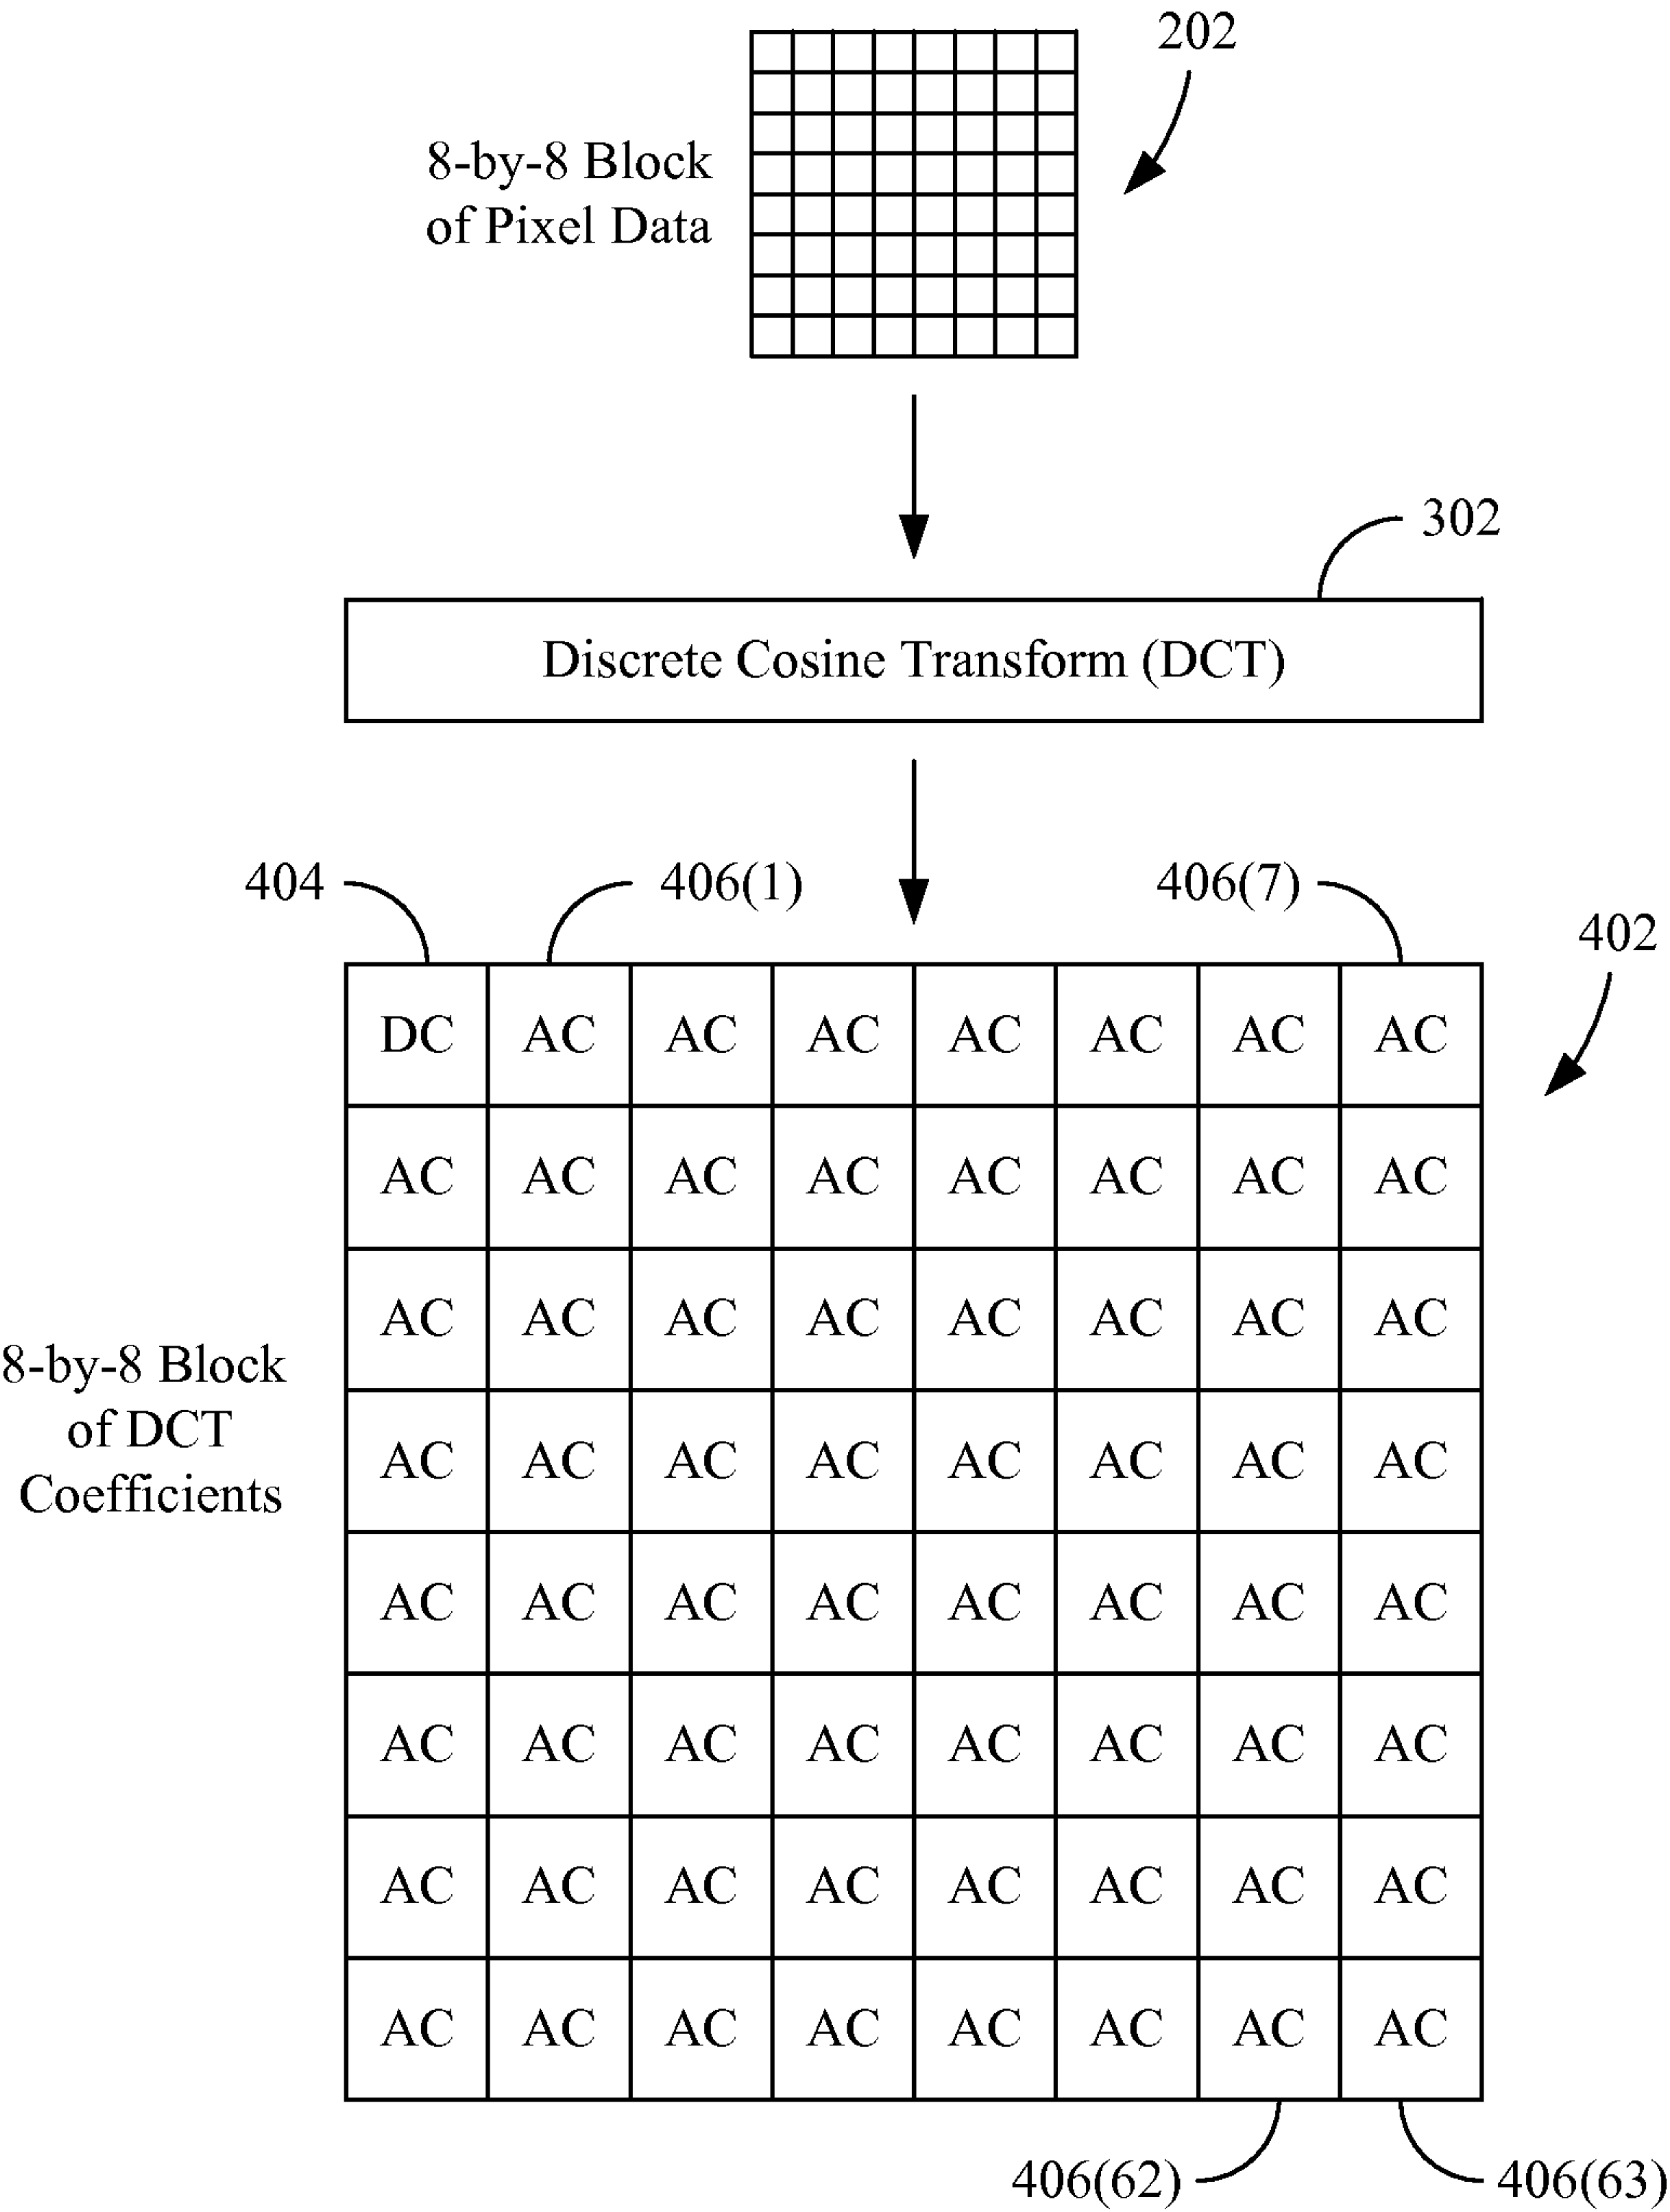 202
8-by-8 Block
of Pixel Data
302
Discrete Cosine Transform (DCT)
404 406(1) 406(7)
402
DC AC AC AC AC AC AC AC
AC AC AC AC AC AC AC AC
AC AC AC AC AC AC AC AC
8-by-8 Block
of DCT
Coefficients
AC AC AC AC AC AC AC AC
AC AC AC AC AC AC AC AC
AC AC AC AC AC AC AC AC
AC AC AC AC AC AC AC AC
AC AC AC AC AC AC AC AC
406(62) 406(63)